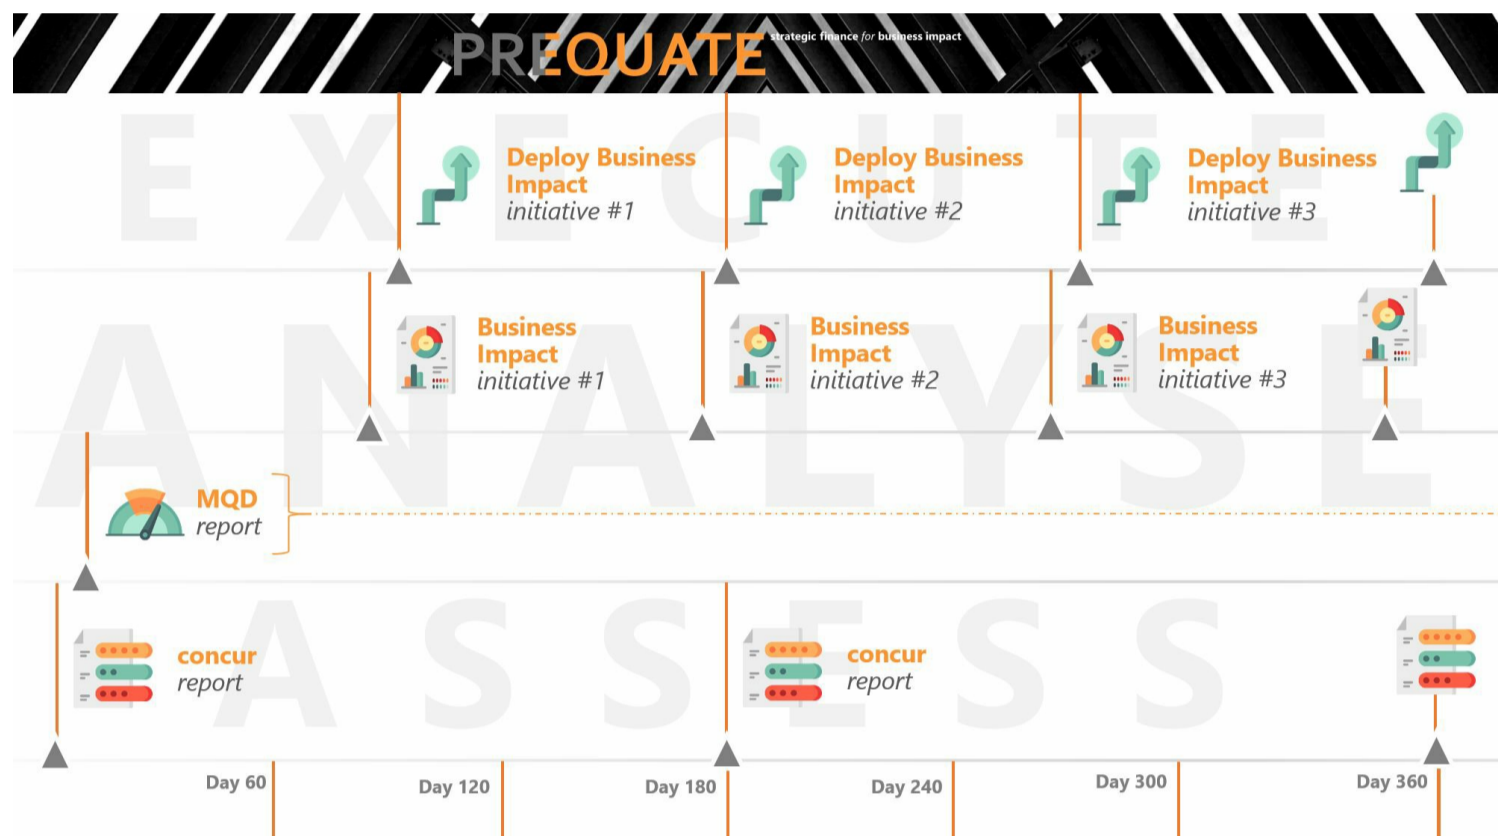 PREQUATE
strategic finance for business impact
EXECUTE
Deploy Business
Impact
initiative #1
Deploy Business
Impact
initiative #2
Deploy Business
Impact
initiative #3
ANALYSE
Business
Impact
initiative #1
Business
Impact
initiative #2
Business
Impact
initiative #3
MQD
report
ASSESS
concur
report
concur
report
Day 60
Day 120
Day 180
Day 240
Day 300
Day 360